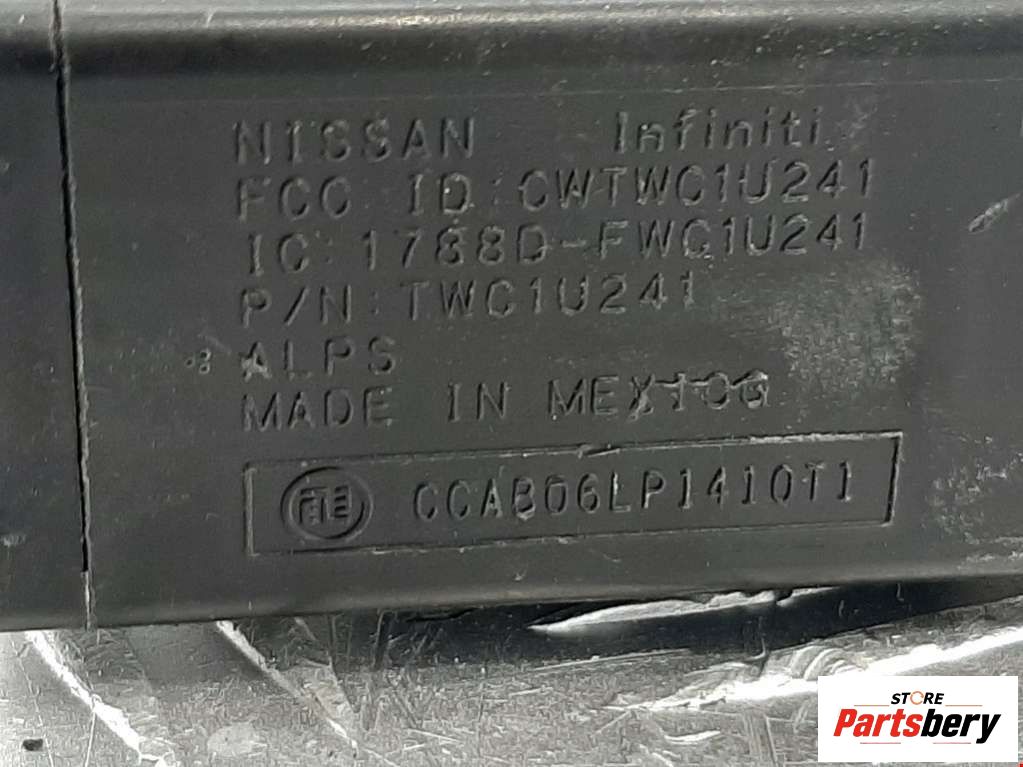 NISSAN Infiniti
FCC ID:CWTWC1U241
IC:1788D-FWC1U241
P/N:TWC1U241
ALPS
MADE IN MEXICO
CCAB06LP1410T1
STORE
Partsbery